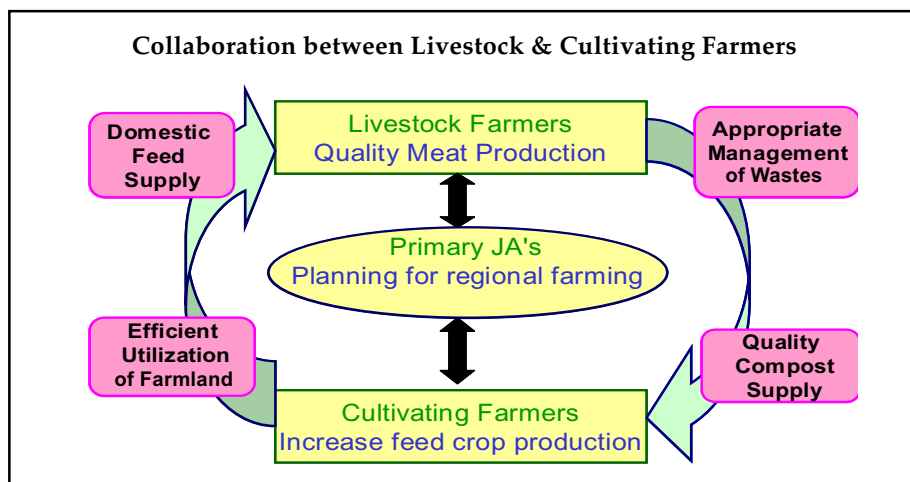 Collaboration between Livestock & Cultivating Farmers
Domestic
Feed
Supply
Livestock Farmers
Quality Meat Production
Appropriate
Management
of Wastes
Primary JA's
Planning for regional farming
Efficient
Utilization
of Farmland
Quality
Compost
Supply
Cultivating Farmers
Increase feed crop production